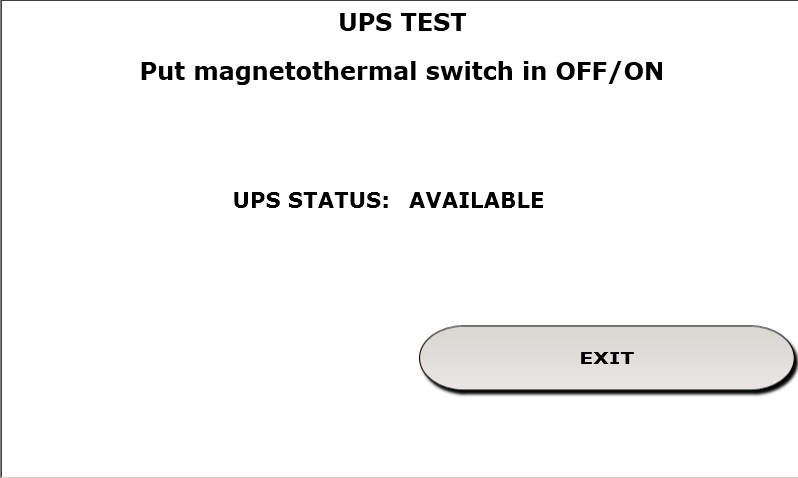 UPS TEST
Put magnetothermal switch in OFF/ON
UPS STATUS: AVAILABLE
EXIT